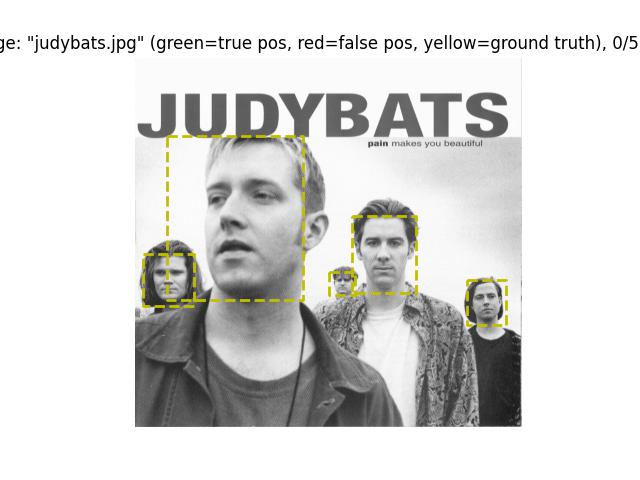 ge: "judybats.jpg" (green=true pos, red=false pos, yellow=ground truth), 0/5
JUDYBATS
pain makes you beautiful